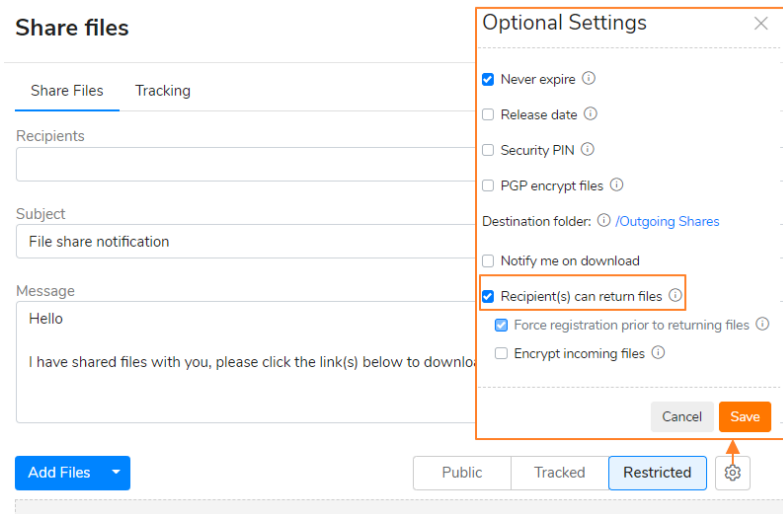 Share files
Share Files
Tracking
Recipients
Subject
File share notification
Message
Hello
I have shared files with you, please click the link(s) below to downloa
Add Files
Public
Tracked
Restricted
Optional Settings
Never expire
Release date
Security PIN
PGP encrypt files
Destination folder: /Outgoing Shares
Notify me on download
Recipient(s) can return files
Force registration prior to returning files
Encrypt incoming files
Cancel
Save